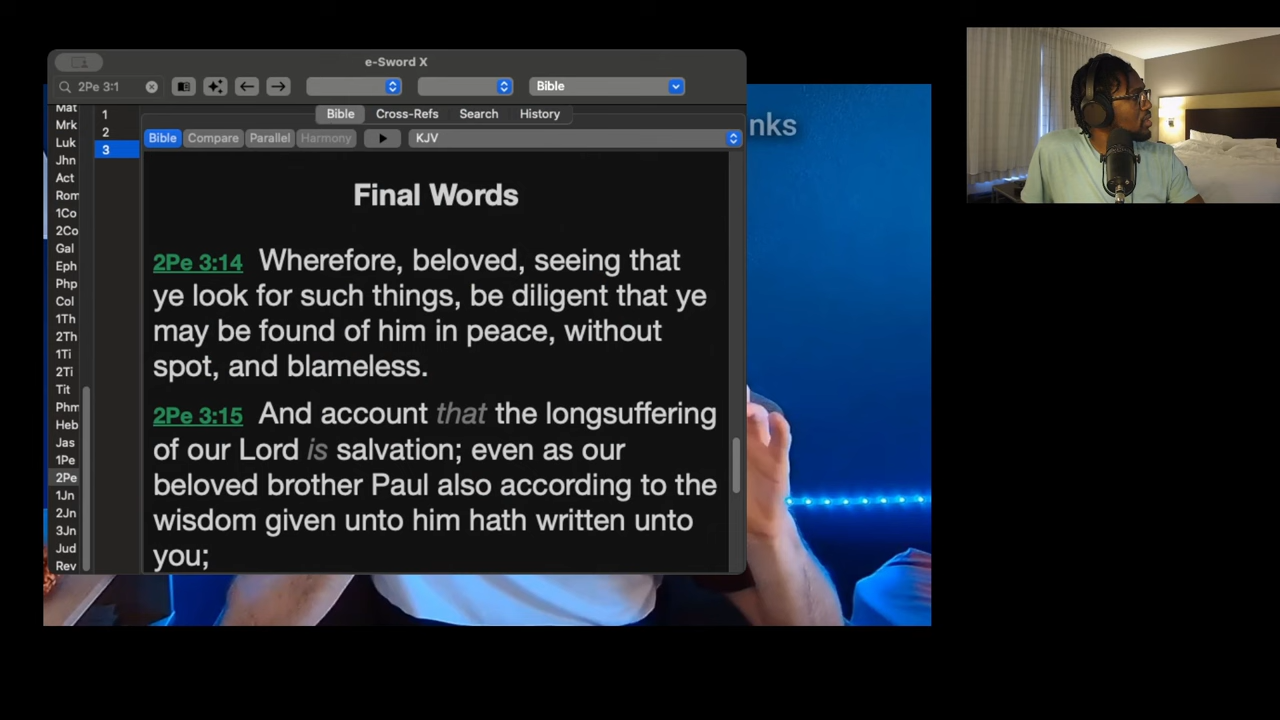 e-Sword X
2Pe 3:1
Bible
Bible Cross-Refs Search History
Bible Compare Parallel Harmony KJV
Mat
Mrk
Luk
Jhn
Act
Rom
1Co
2Co
Gal
Eph
Php
Col
1Th
2Th
1Ti
2Ti
Tit
Phm
Heb
Jas
1Pe
2Pe
1Jn
2Jn
3Jn
Jud
Rev
1
2
3
Final Words
2Pe 3:14 Wherefore, beloved, seeing that
ye look for such things, be diligent that ye
may be found of him in peace, without
spot, and blameless.
2Pe 3:15 And account that the longsuffering
of our Lord is salvation; even as our
beloved brother Paul also according to the
wisdom given unto him hath written unto
you;
nks